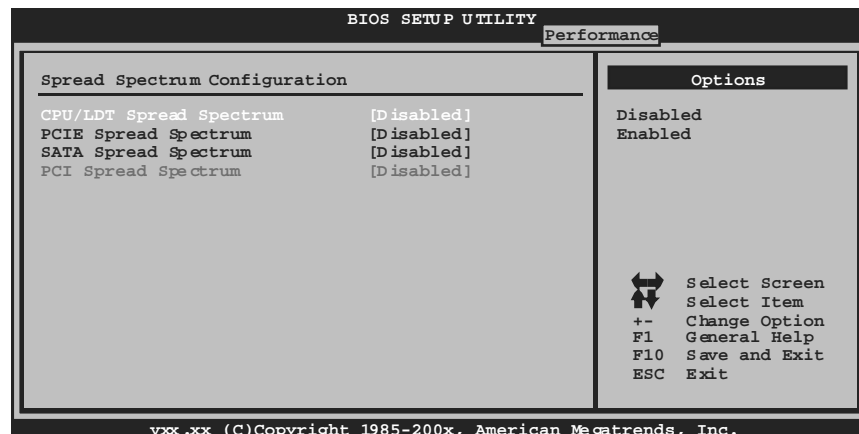 BIOS SETUP UTILITY
Performance
Spread Spectrum Configuration
CPU/LDT Spread Spectrum [Disabled]
PCIE Spread Spectrum [Disabled]
SATA Spread Spectrum [Disabled]
PCI Spread Spectrum [Disabled]
Options
Disabled
Enabled
Select Screen
Select Item
+- Change Option
F1 General Help
F10 Save and Exit
ESC Exit
vxx.xx (C)Copyright 1985-200x, American Megatrends, Inc.